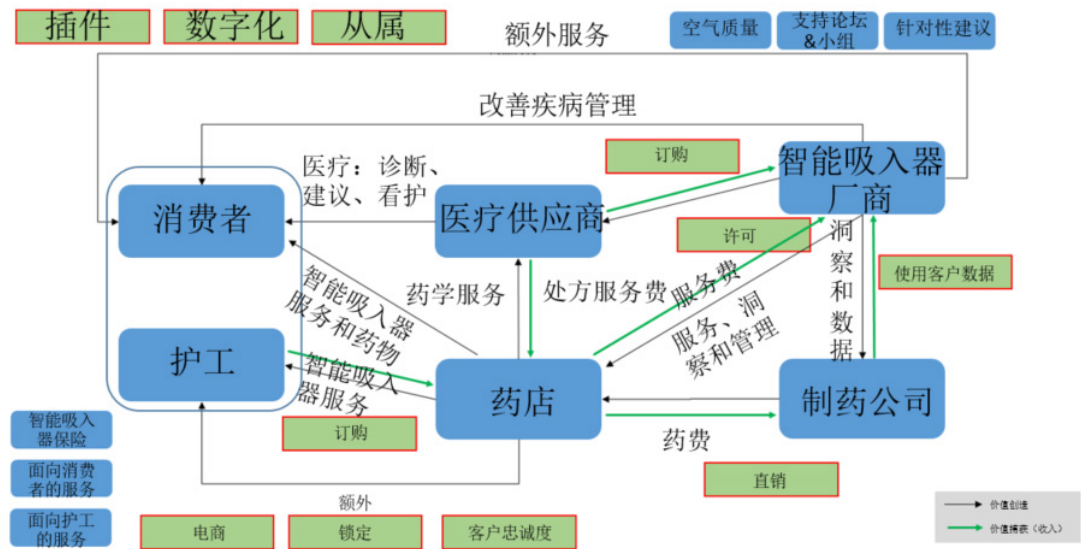 插件
数字化
从属
额外服务
空气质量
支持论坛
&小组
针对性建议
改善疾病管理
医疗：诊断、
建议、看护
订购
智能吸入器
厂商
消费者
医疗供应商
许可
洞
察
和
数
据
使用客户数据
智能吸入器
服务和药物
药学服务
处方服务费
服务费
服务、洞
察和管理
护工
智能吸入
器服务
药店
制药公司
订购
药费
直销
智能吸入
器保险
面向消费
者的服务
面向护工
的服务
额外
电商
锁定
客户忠诚度
价值创造
价值捕获（收入）